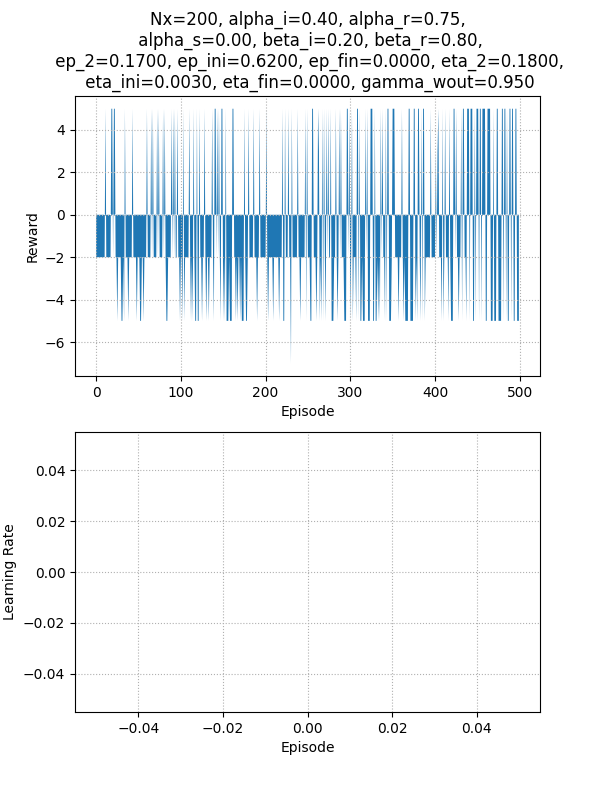 Nx=200, alpha_i=0.40, alpha_r=0.75,
alpha_s=0.00, beta_i=0.20, beta_r=0.80,
ep_2=0.1700, ep_ini=0.6200, ep_fin=0.0000, eta_2=0.1800,
eta_ini=0.0030, eta_fin=0.0000, gamma_wout=0.950
4
2
0
−2
−4
−6
Reward
0 100 200 300 400 500
Episode
0.04
0.02
0.00
−0.02
−0.04
Learning Rate
−0.04 −0.02 0.00 0.02 0.04
Episode